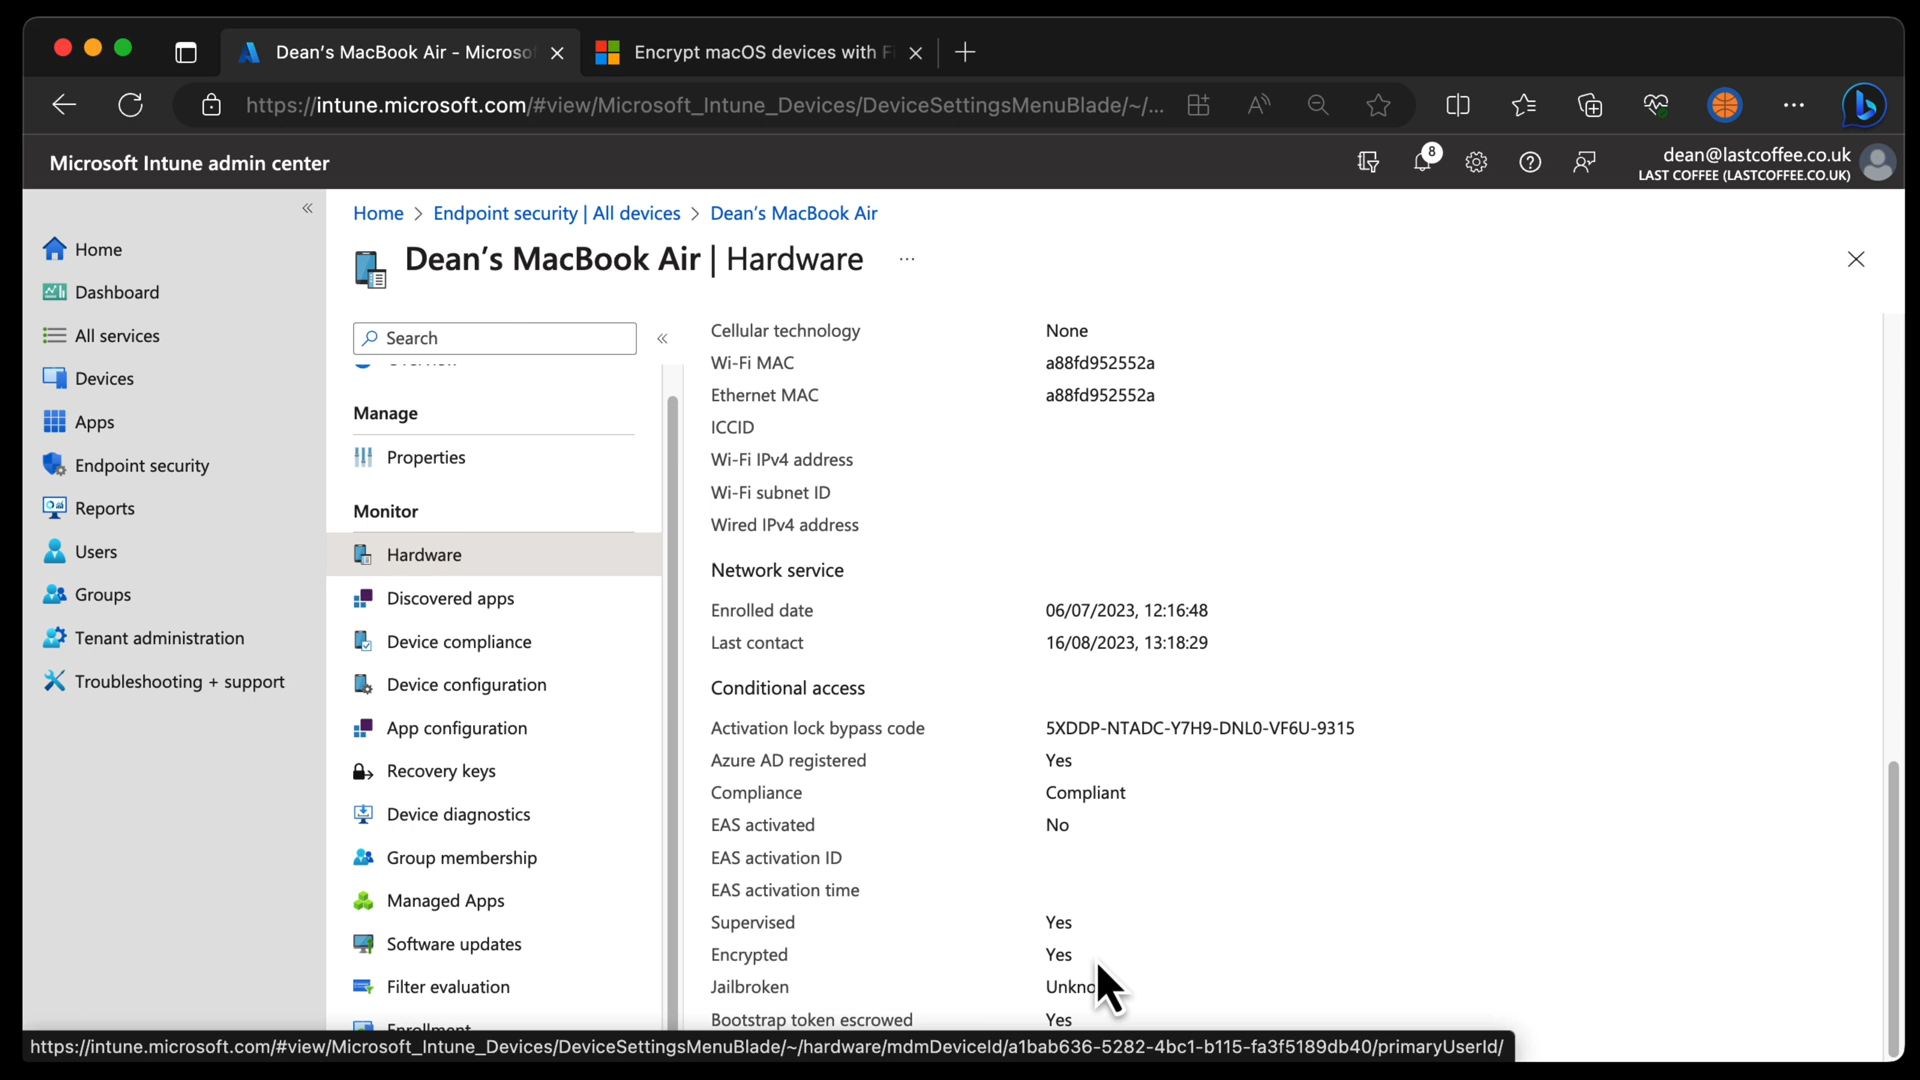 Dean's MacBook Air - Microso
Encrypt macOS devices with F
https://intune.microsoft.com/#view/Microsoft_Intune_Devices/DeviceSettingsMenuBlade/~/...
Microsoft Intune admin center
8
dean@lastcoffee.co.uk
LAST COFFEE (LASTCOFFEE.CO.UK)
Home
Dashboard
All services
Devices
Apps
Endpoint security
Reports
Users
Groups
Tenant administration
Troubleshooting + support
Home > Endpoint security | All devices > Dean's MacBook Air
Dean's MacBook Air | Hardware ...
Search
Manage
Properties
Monitor
Hardware
Discovered apps
Device compliance
Device configuration
App configuration
Recovery keys
Device diagnostics
Group membership
Managed Apps
Software updates
Filter evaluation
Enrollment
Cellular technology None
Wi-Fi MAC a88fd952552a
Ethernet MAC a88fd952552a
ICCID
Wi-Fi IPv4 address
Wi-Fi subnet ID
Wired IPv4 address
Network service
Enrolled date 06/07/2023, 12:16:48
Last contact 16/08/2023, 13:18:29
Conditional access
Activation lock bypass code 5XDDP-NTADC-Y7H9-DNL0-VF6U-9315
Azure AD registered Yes
Compliance Compliant
EAS activated No
EAS activation ID
EAS activation time
Supervised Yes
Encrypted Yes
Jailbroken Unkno
Bootstrap token escrowed Yes
https://intune.microsoft.com/#view/Microsoft_Intune_Devices/DeviceSettingsMenuBlade/~/hardware/mdmDeviceId/a1bab636-5282-4bc1-b115-fa3f5189db40/primaryUserId/